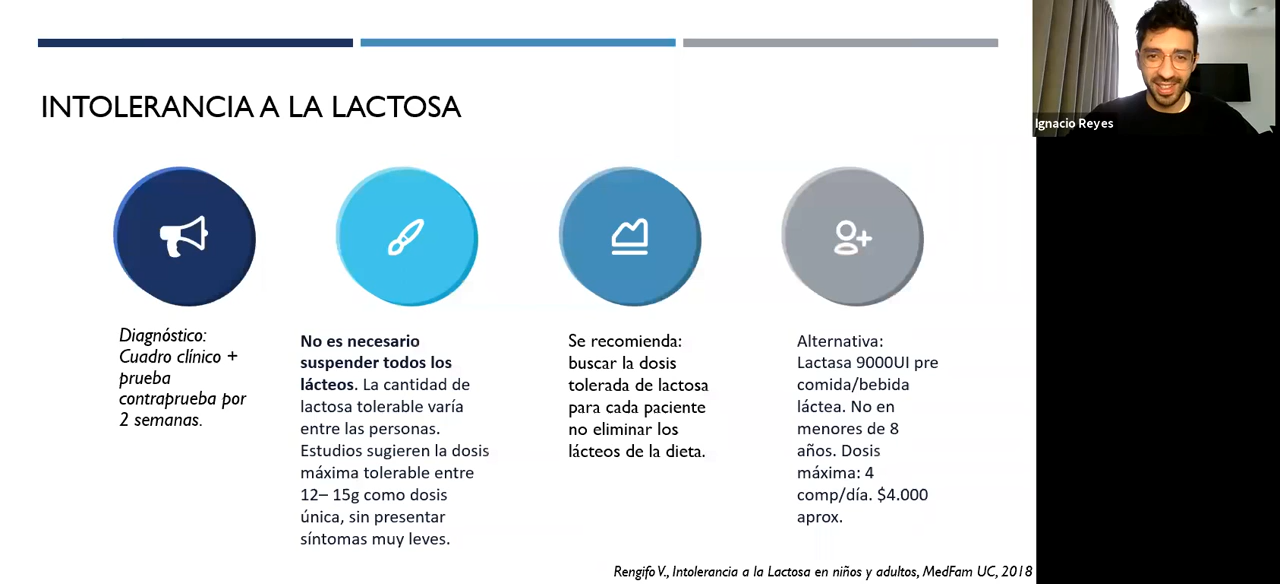 INTOLERANCIA A LA LACTOSA
Diagnóstico:
Cuadro clínico +
prueba
contraprueba por
2 semanas.
No es necesario
suspender todos los
lácteos. La cantidad de
lactosa tolerable varía
entre las personas.
Estudios sugieren la dosis
máxima tolerable entre
12– 15g como dosis
única, sin presentar
síntomas muy leves.
Se recomienda:
buscar la dosis
tolerada de lactosa
para cada paciente
no eliminar los
lácteos de la dieta.
Alternativa:
Lactasa 9000UI pre
comida/bebida
láctea. No en
menores de 8
años. Dosis
máxima: 4
comp/día. $4.000
aprox.
Rengifo V., Intolerancia a la Lactosa en niños y adultos, MedFam UC, 2018
Ignacio Reyes